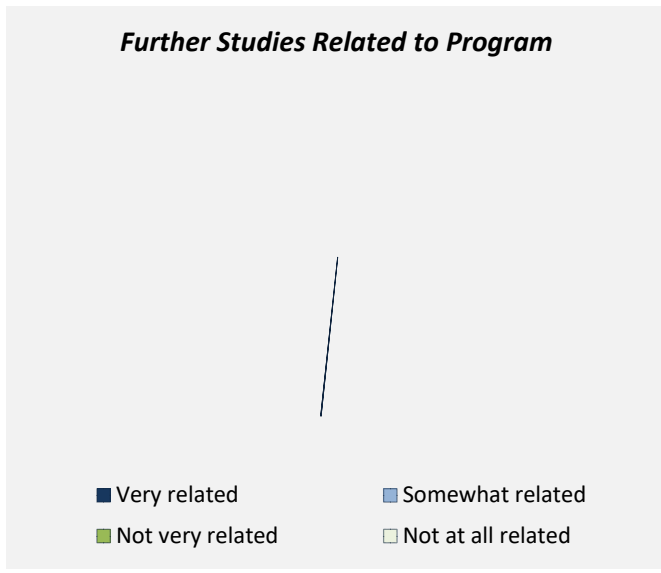 Further Studies Related to Program
Very related
Somewhat related
Not very related
Not at all related